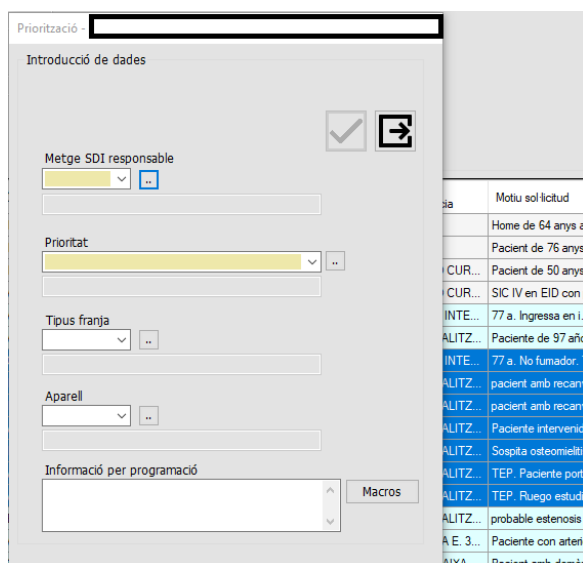 Priorització -
Introducció de dades
Metge SDI responsable
..
Prioritat
..
Tipus franja
..
Aparell
..
Informació per programació
Macros
Motiu sol·licitud
Home de 64 anys a
Pacient de 76 anys
CUR... Pacient de 50 anys
CUR... SIC IV en EID con
INTE... 77 a. Ingressa en i.
ALITZ... Paciente de 97 año
INTE... 77 a. No fumador.
ALITZ... pacient amb recanv
ALITZ... pacient amb recanv
ALITZ... Paciente intervenid
ALITZ... Sospita osteomieliti
ALITZ... TEP. Paciente port
ALITZ... TEP. Ruego estudi
ALITZ... probable estenosis
A E. 3... Paciente con arteri